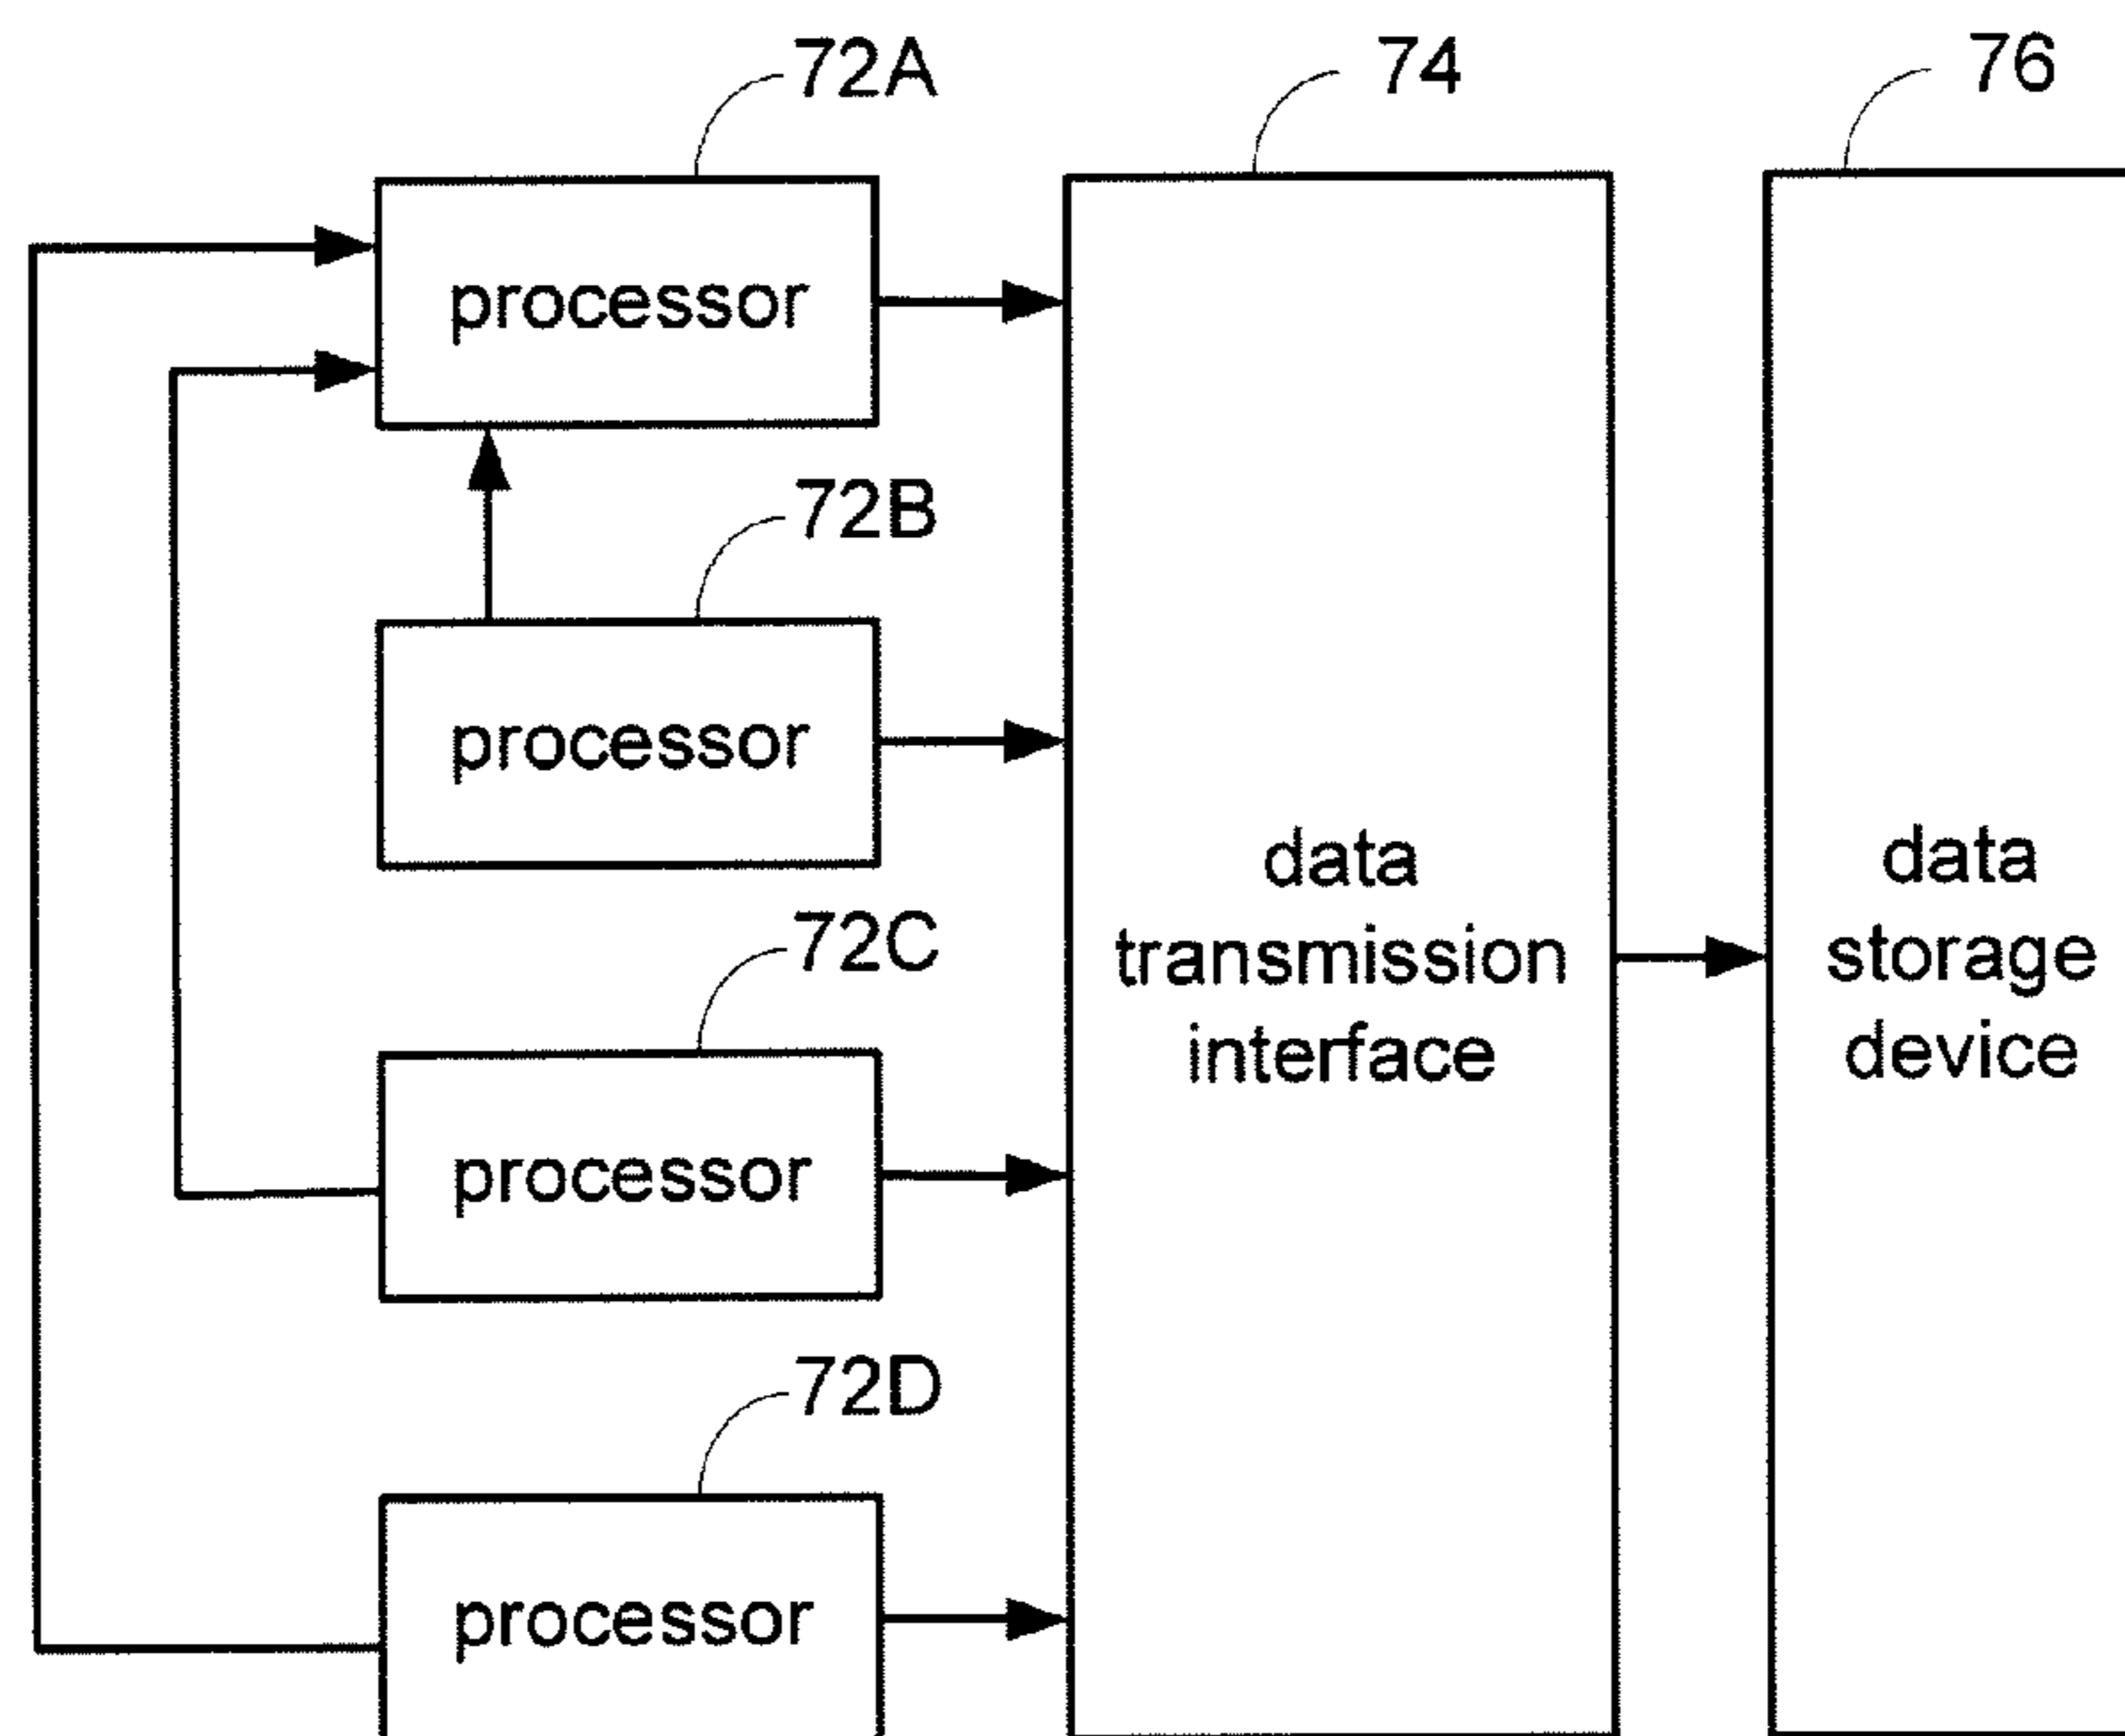 72A
74
76
processor
72B
processor
data
transmission
interface
data
storage
device
72C
processor
72D
processor